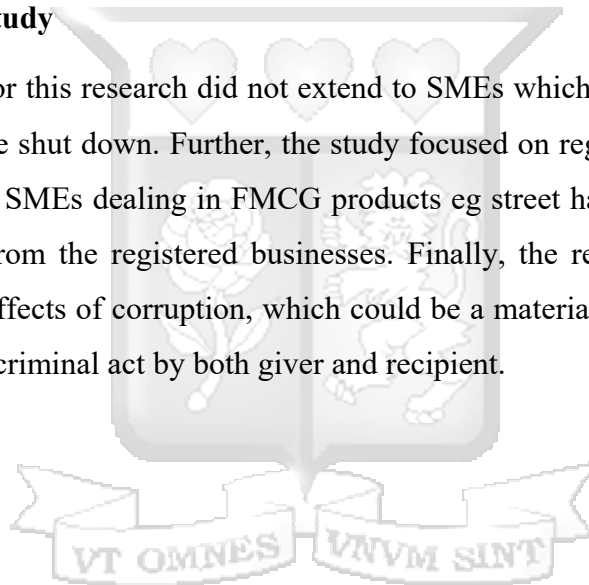 tudy
or this research did not extend to SMEs which
e shut down. Further, the study focused on reg
SMEs dealing in FMCG products eg street ha
rom the registered businesses. Finally, the re
ffects of corruption, which could be a materia
criminal act by both giver and recipient.
VT OMNES VNVM SINT